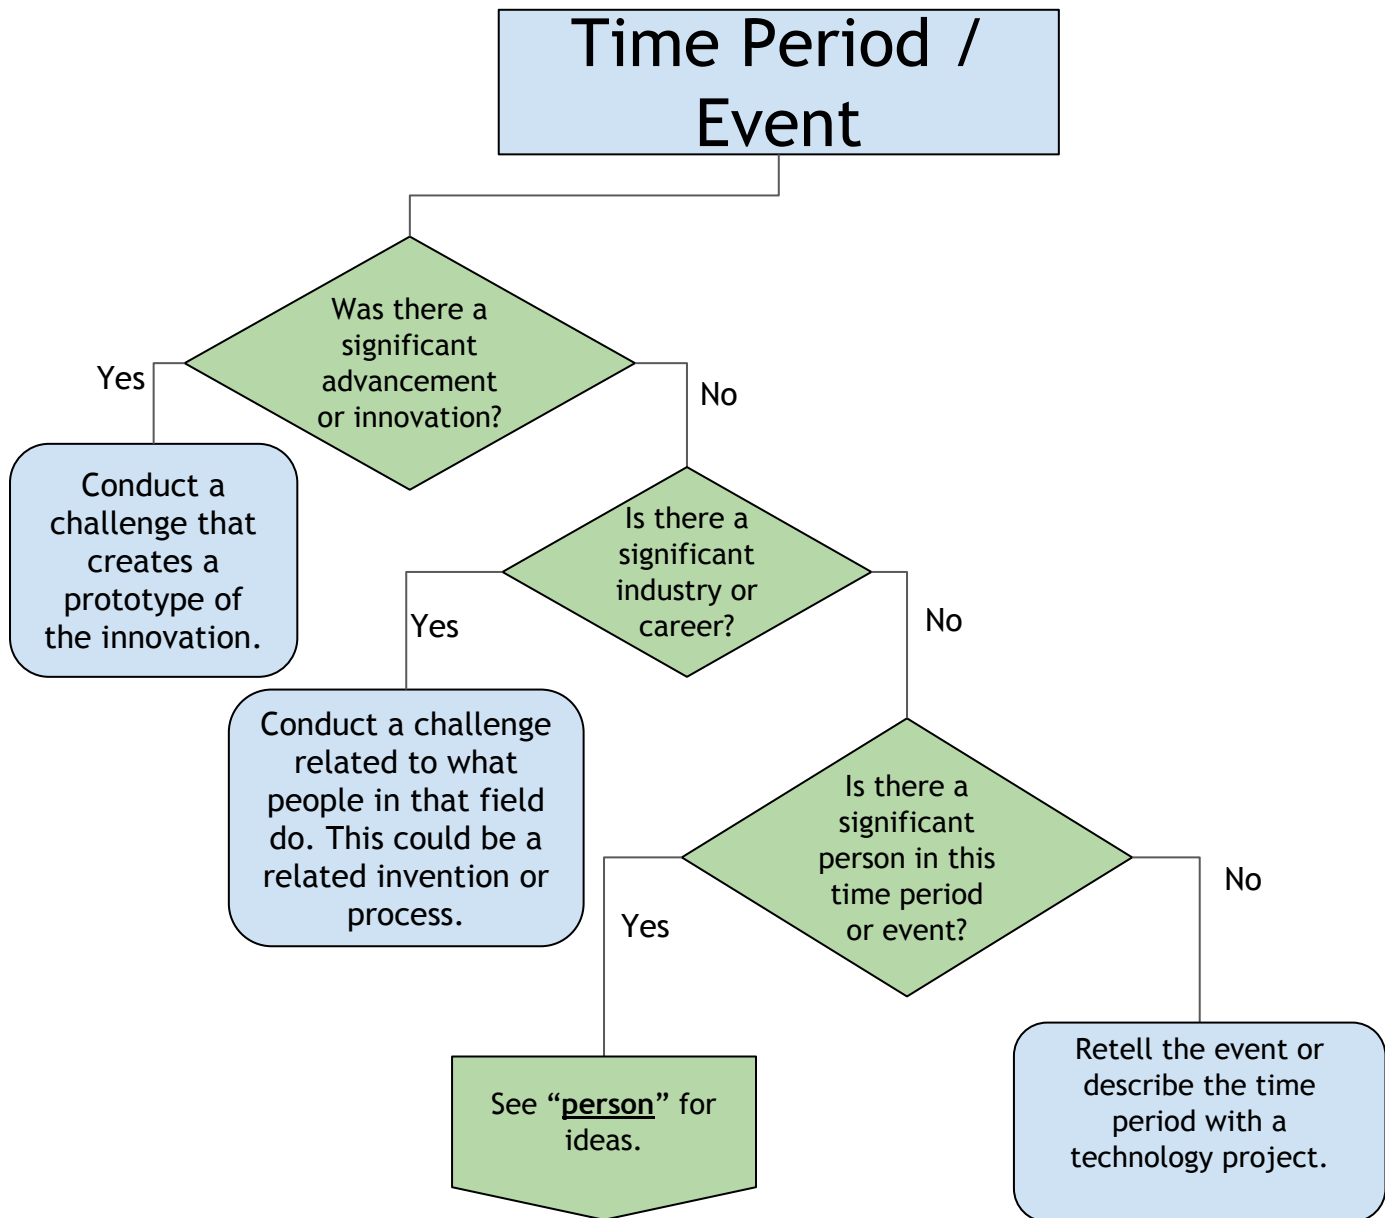 Time Period /
Event
Was there a
significant
advancement
or innovation?
Yes
No
Conduct a
challenge that
creates a
prototype of
the innovation.
Is there a
significant
industry or
career?
Yes
No
Conduct a challenge
related to what
people in that field
do. This could be a
related invention or
process.
Is there a
significant
person in this
time period
or event?
Yes
No
See “person” for
ideas.
Retell the event or
describe the time
period with a
technology project.